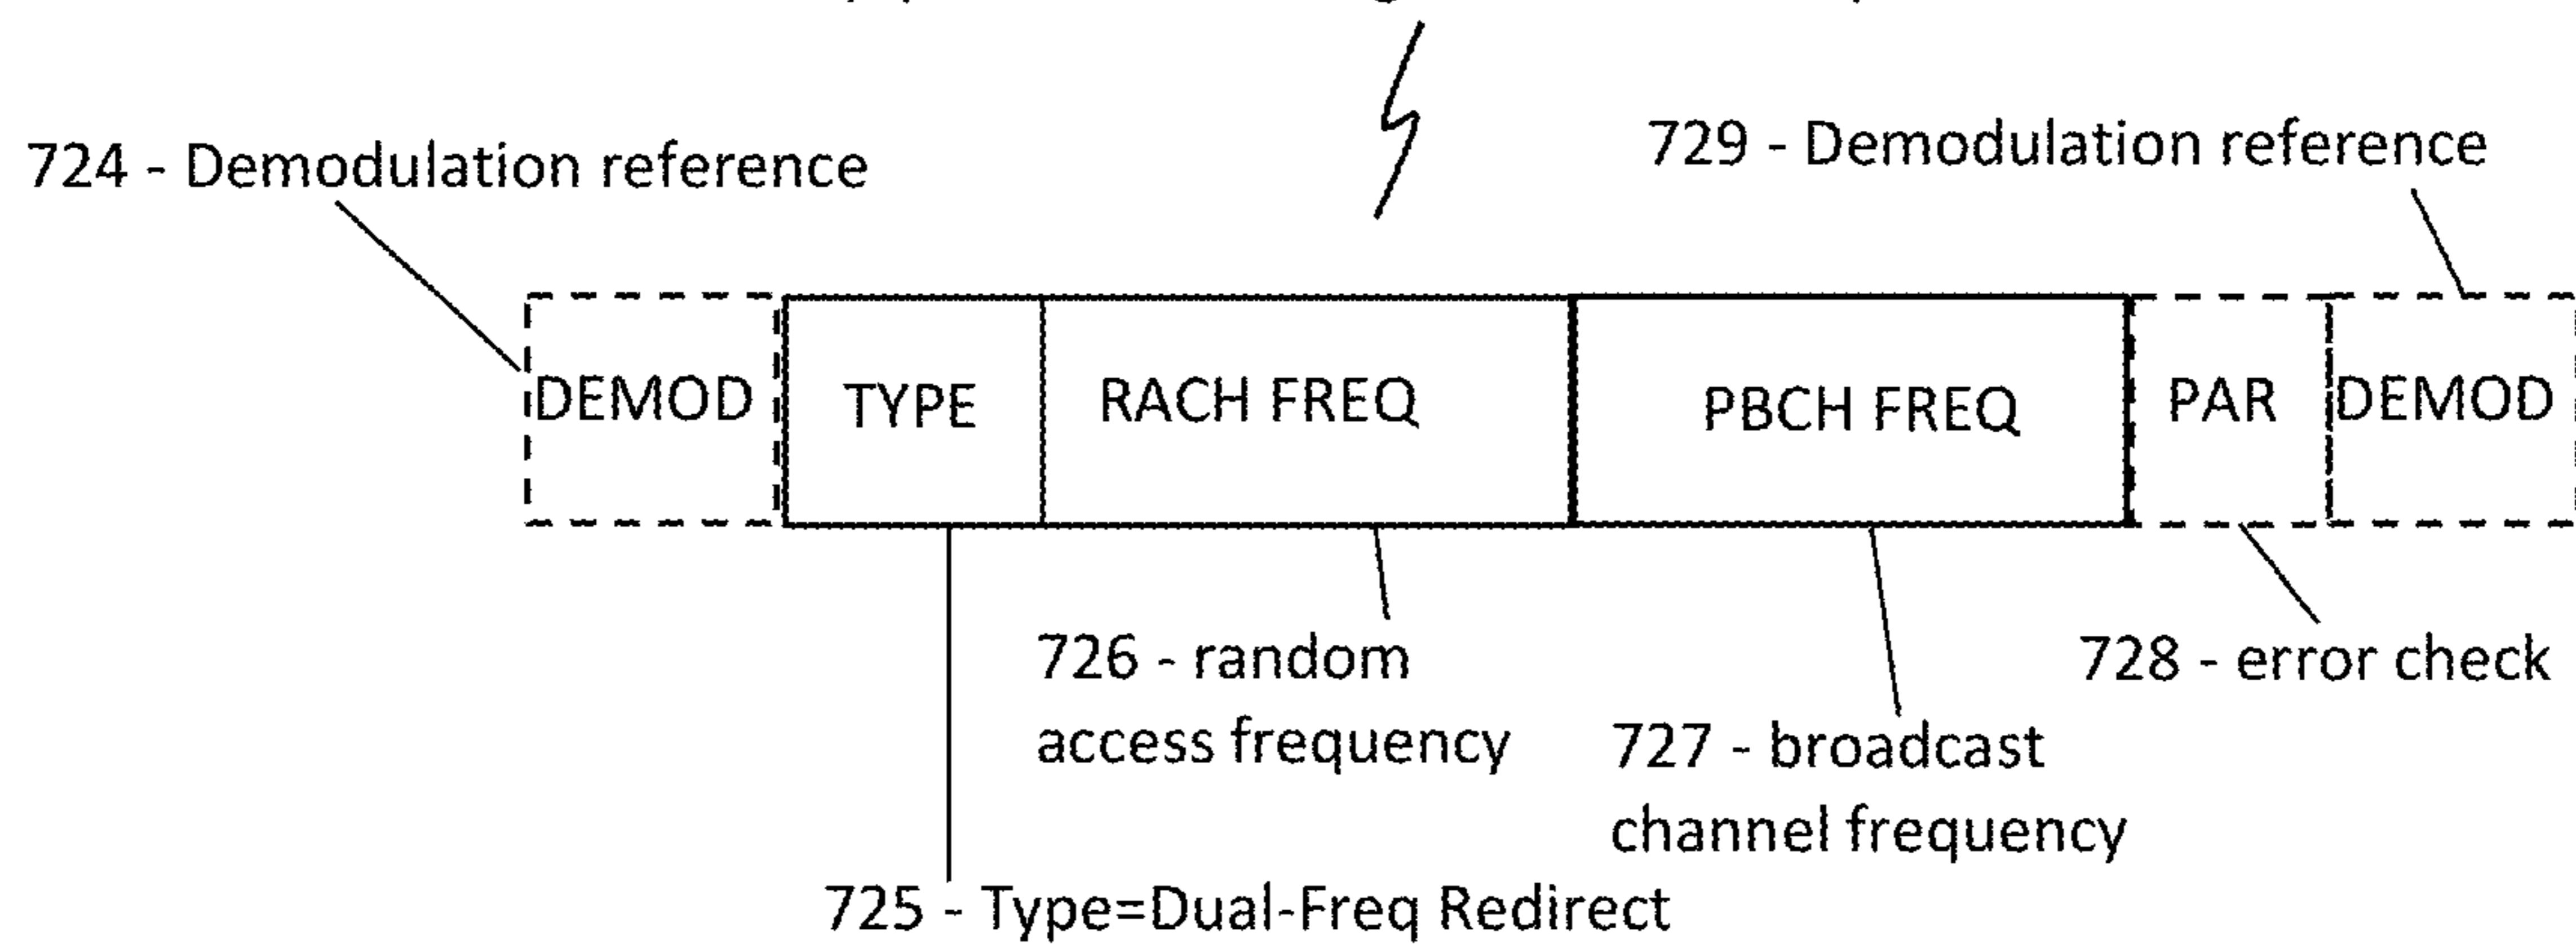 724 - Demodulation reference
729 - Demodulation reference
DEMOD TYPE RACH FREQ PBCH FREQ PAR DEMOD
726 - random
access frequency
727 - broadcast
channel frequency
728 - error check
725 - Type=Dual-Freq Redirect